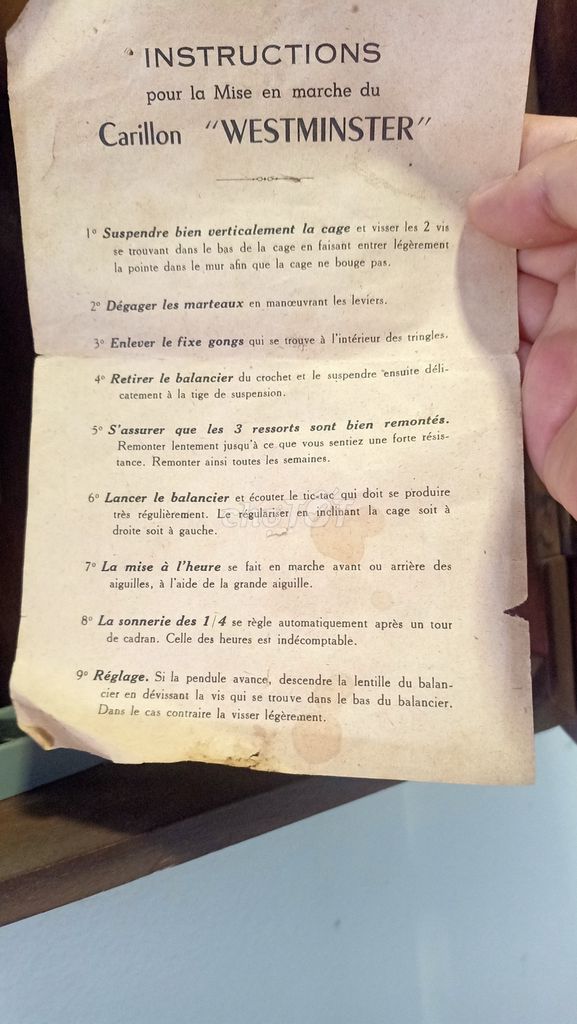 INSTRUCTIONS
pour la Mise en marche du
Carillon "WESTMINSTER"
1° Suspendre bien verticalement la cage et visser les 2 vis
se trouvant dans le bas de la cage en faisant entrer légèrement
la pointe dans le mur afin que la cage ne bouge pas.
2° Dégager les marteaux en manœuvrant les leviers.
3° Enlever le fixe gongs qui se trouve à l'intérieur des tringles.
4° Retirer le balancier du crochet et le suspendre ensuite déli-
catement à la tige de suspension.
5° S'assurer que les 3 ressorts sont bien remontés.
Remonter lentement jusqu'à ce que vous sentiez une forte résis-
tance. Remonter ainsi toutes les semaines.
6° Lancer le balancier et écouter le tic-tac qui doit se produire
très régulièrement. Le régulariser en inclinant la cage soit à
droite soit à gauche.
7° La mise à l'heure se fait en marche avant ou arrière des
aiguilles, à l'aide de la grande aiguille.
8° La sonnerie des 1/4 se règle automatiquement après un tour
de cadran. Celle des heures est indécomptable.
9° Réglage. Si la pendule avance, descendre la lentille du balan-
cier en dévissant la vis qui se trouve dans le bas du balancier.
Dans le cas contraire la visser légèrement.